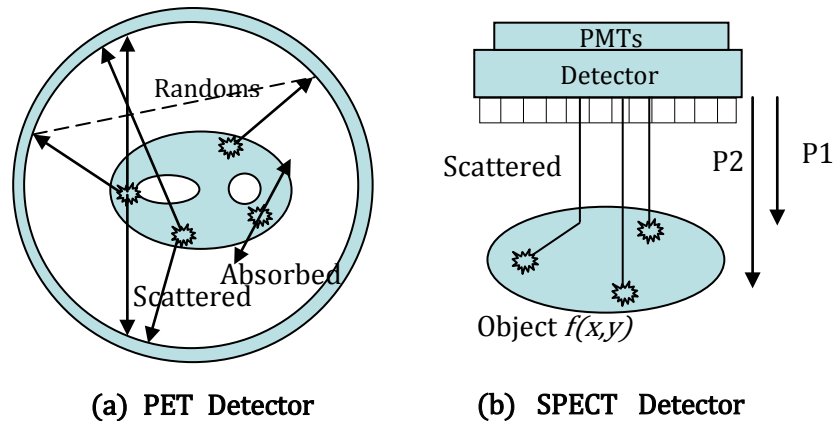 Randoms
Absorbed
Scattered
(a) PET Detector
PMTs
Detector
Scattered
P2
P1
Object f(x,y)
(b) SPECT Detector